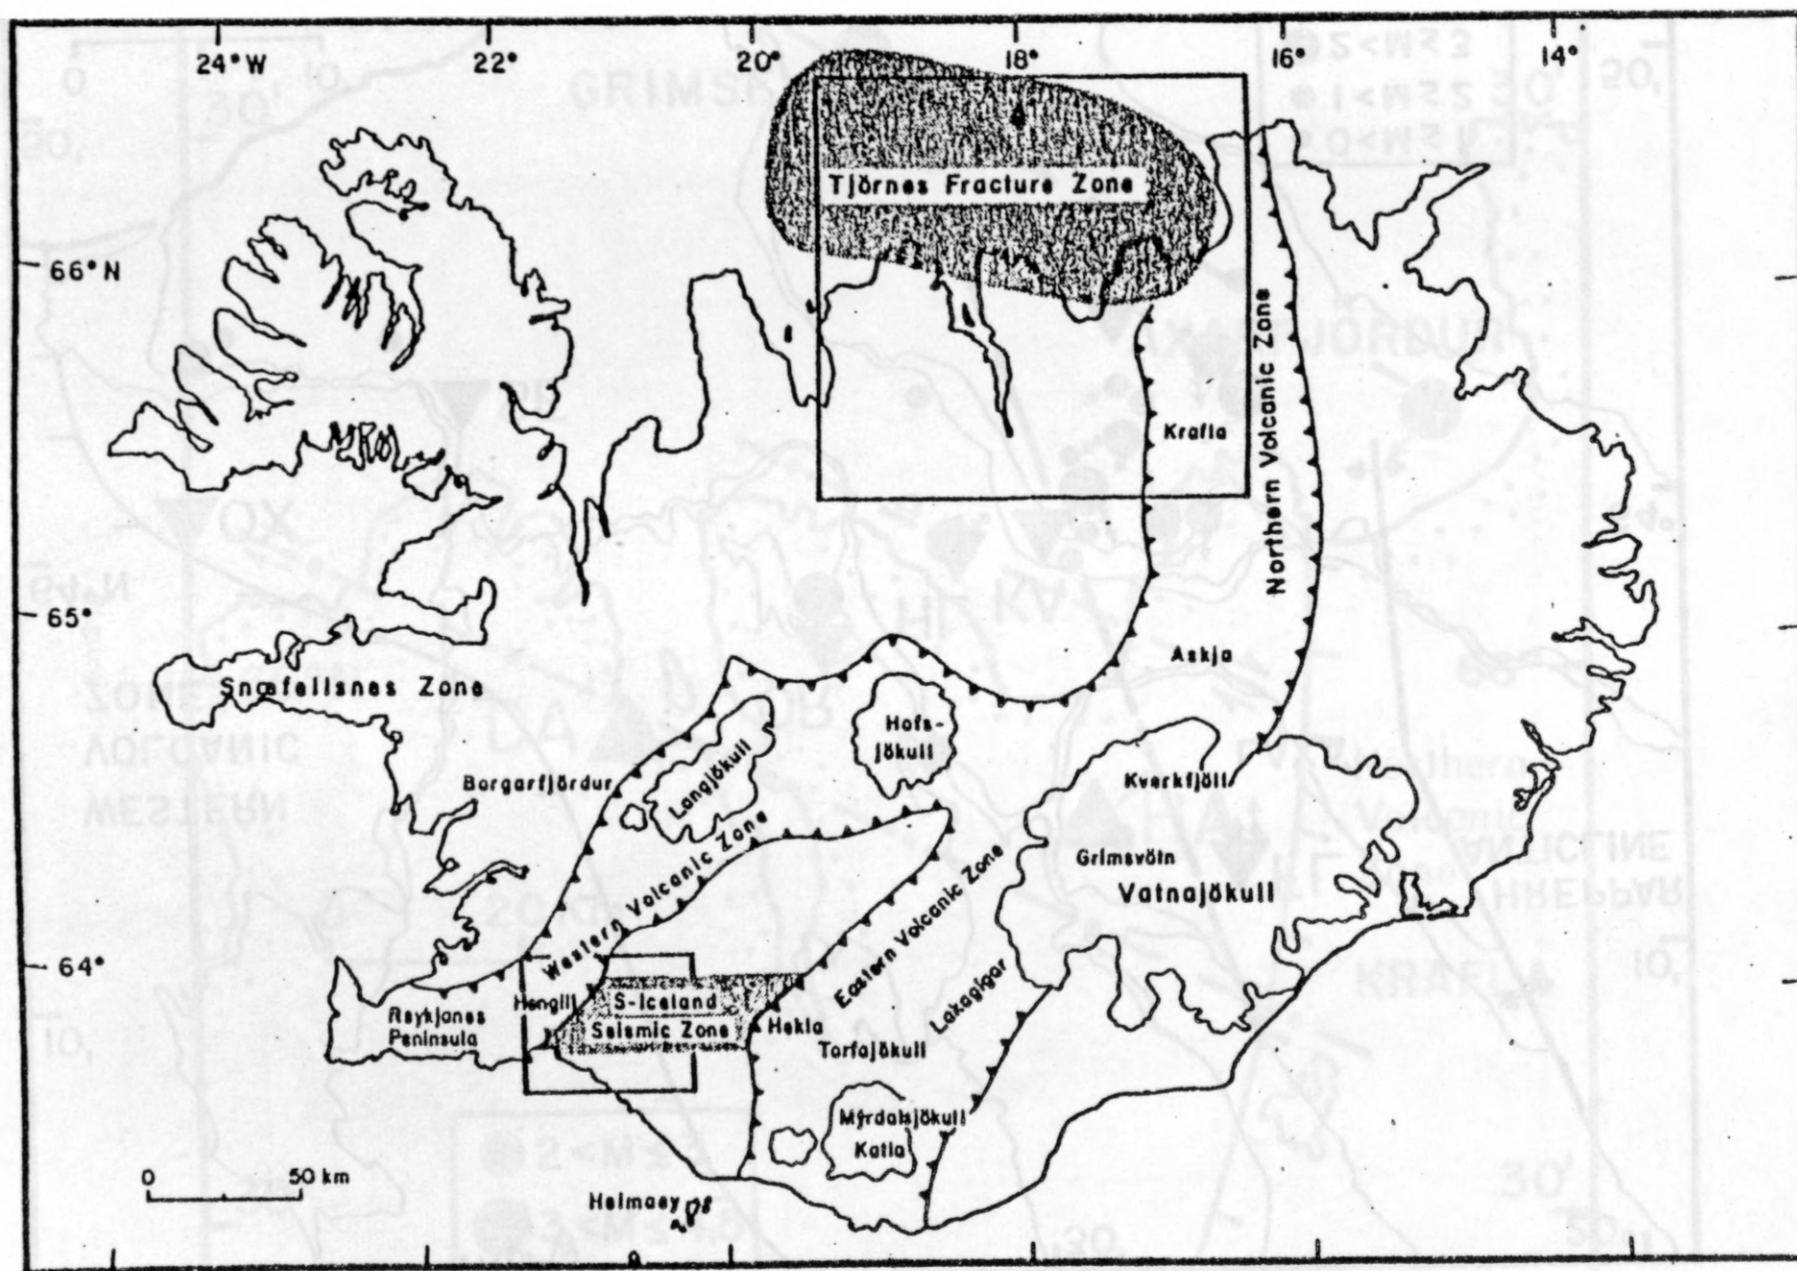 24° W
22°
20°
18°
16°
14°
Tjörnes Fracture Zone
66° N
Northern Volcanic Zone
Krafla
65°
Askja
Snæfellsnes Zone
Hofs-
jökull
Borgarfjördur
Langjökull
Kverkfjöll
Western Volcanic Zone
Grimsvötn
Vatnajökull
Eastern Volcanic Zone
64°
Lakagigar
Hengill
S-Iceland
Seismic Zone
Reykjanes
Peninsula
Hekla
Torfajökull
Myrdalsjökull
Katla
0 50 km
Heimaey